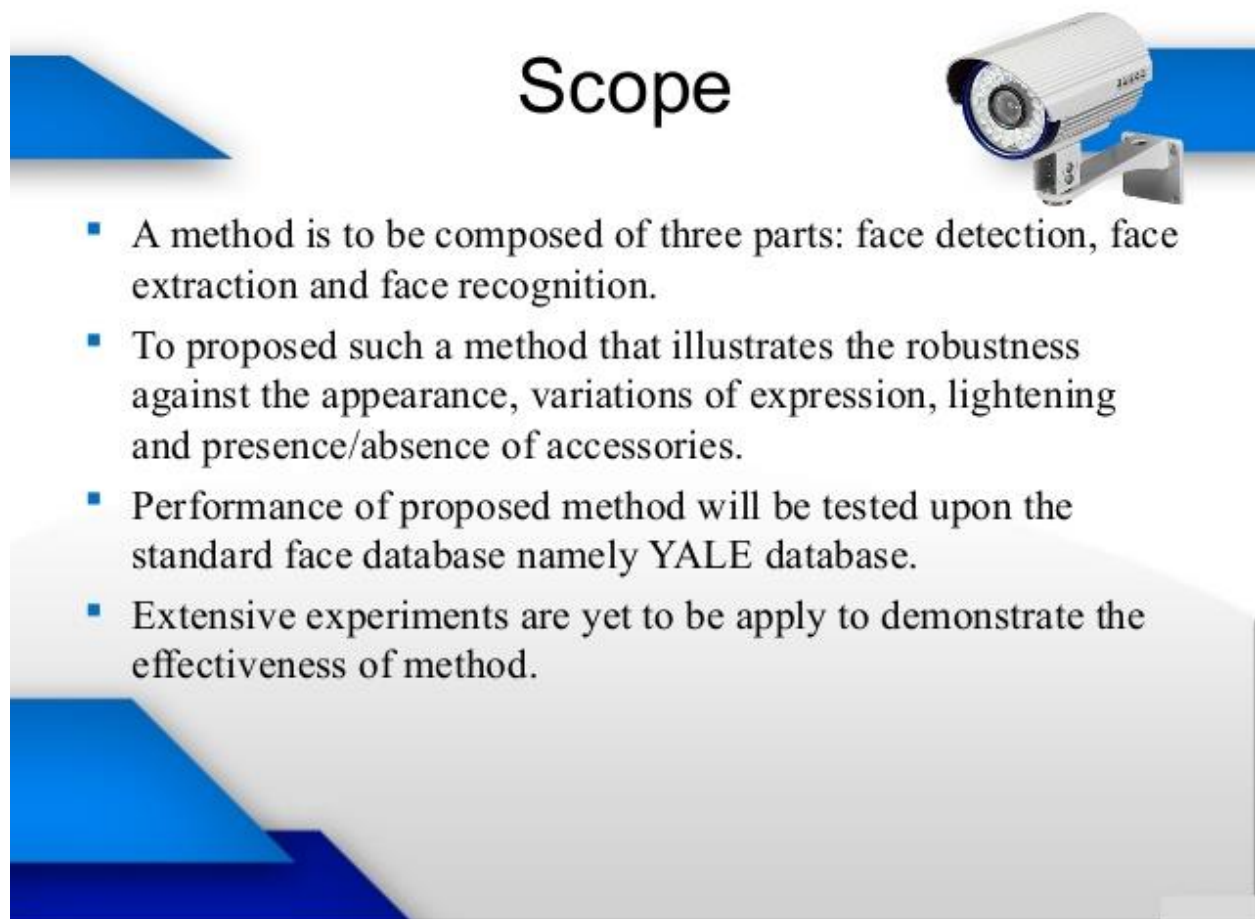 Scope
A method is to be composed of three parts: face detection, face
extraction and face recognition.
To proposed such a method that illustrates the robustness
against the appearance, variations of expression, lightening
and presence/absence of accessories.
Performance of proposed method will be tested upon the
standard face database namely YALE database.
Extensive experiments are yet to be apply to demonstrate the
effectiveness of method.